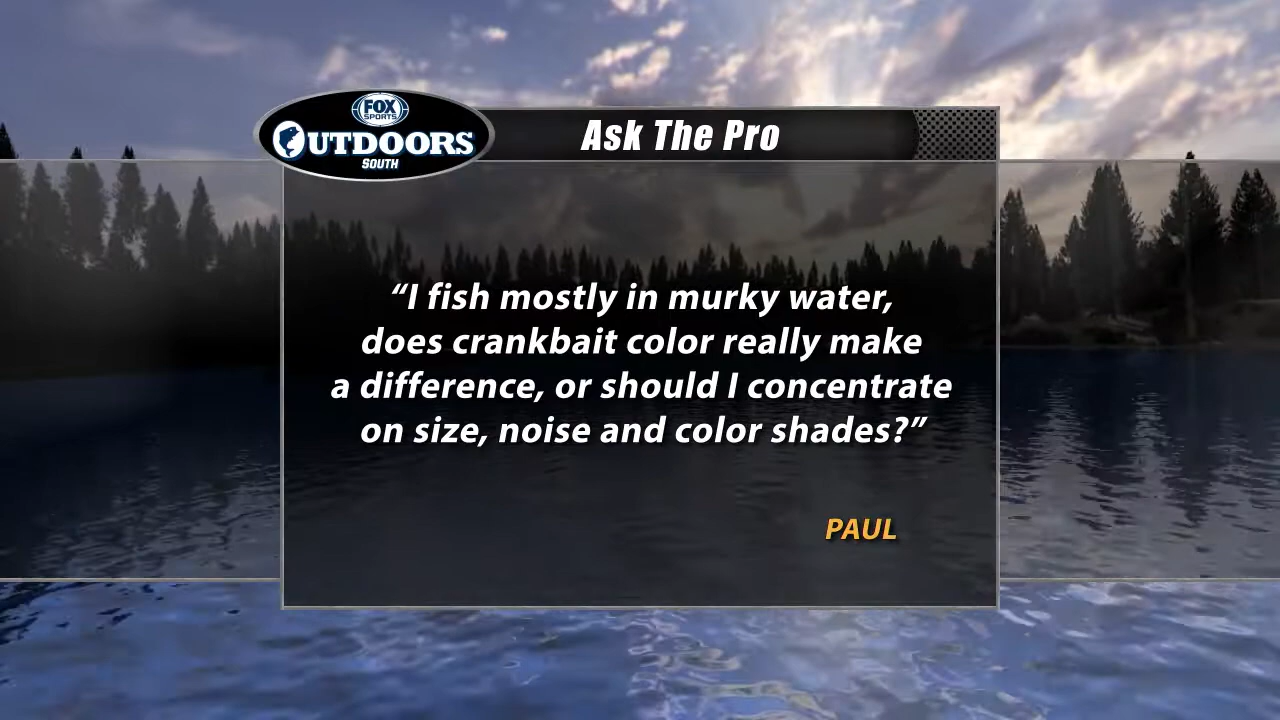 FOX
SPORTS
OUTDOORS
SOUTH
Ask The Pro
“I fish mostly in murky water,
does crankbait color really make
a difference, or should I concentrate
on size, noise and color shades?”
PAUL